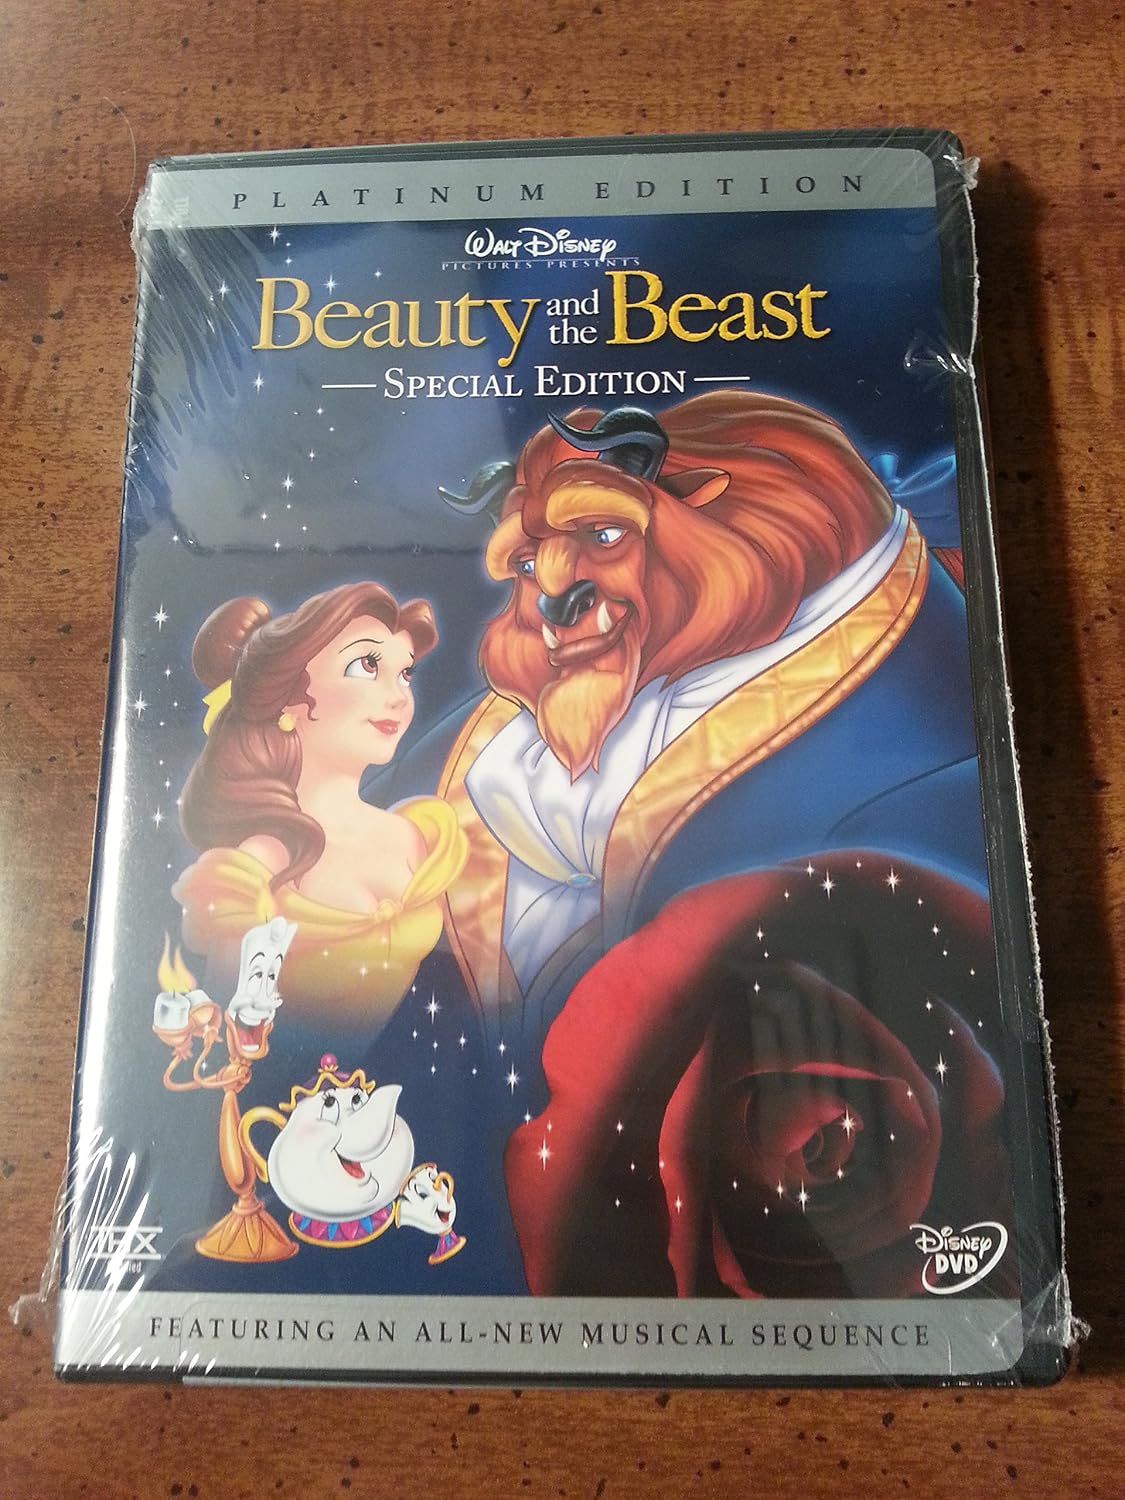 PLATINUM EDITION
WALT DISNEY
PICTURES PRESENTS
Beauty and the Beast
SPECIAL EDITION
THX
DISNEY
DVD
FEATURING AN ALL-NEW MUSICAL SEQUENCE